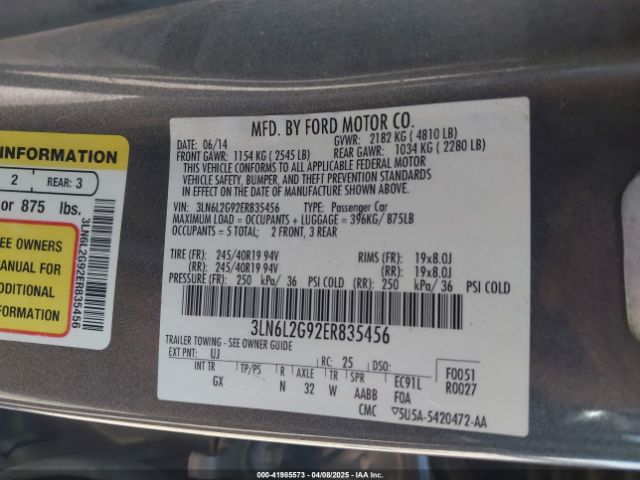 INFORMATION
2 REAR: 3
or 875 lbs.
EE OWNERS
MANUAL FOR
ADDITIONAL
INFORMATION
3LN6L2G92ER835456
MFD. BY FORD MOTOR CO.
DATE: 06/14 GVWR: 2182 KG (4810 LB)
FRONT GAWR: 1154 KG (2545 LB) REAR GAWR: 1034 KG (2280 LB)
THIS VEHICLE CONFORMS TO ALL APPLICABLE FEDERAL MOTOR
VEHICLE SAFETY, BUMPER, AND THEFT PREVENTION STANDARDS
IN EFFECT ON THE DATE OF MANUFACTURE SHOWN ABOVE.
VIN: 3LN6L2G92ER835456 TYPE: Passenger Car
MAXIMUM LOAD = OCCUPANTS + LUGGAGE = 396KG/ 875LB
OCCUPANTS = 5 TOTAL; 2 FRONT, 3 REAR
TIRE (FR): 245/40R19 94V RIMS (FR): 19x8.0J
(RR): 245/40R19 94V (RR): 19x8.0J
PRESSURE (FR): 250 kPa/ 36 PSI COLD (RR): 250 kPa/ 36 PSI COLD
3LN6L2G92ER835456
TRAILER TOWING - SEE OWNER GUIDE
EXT PNT: UJ RC: 25 DSO:
INT TR TP/PS R AXLE TR SPR EC91L F0051
GX N 32 W AABB F0A R0027
CMC ▽5U5A-5420472-AA
000-41985573 04/08/2025 IAAI.CA